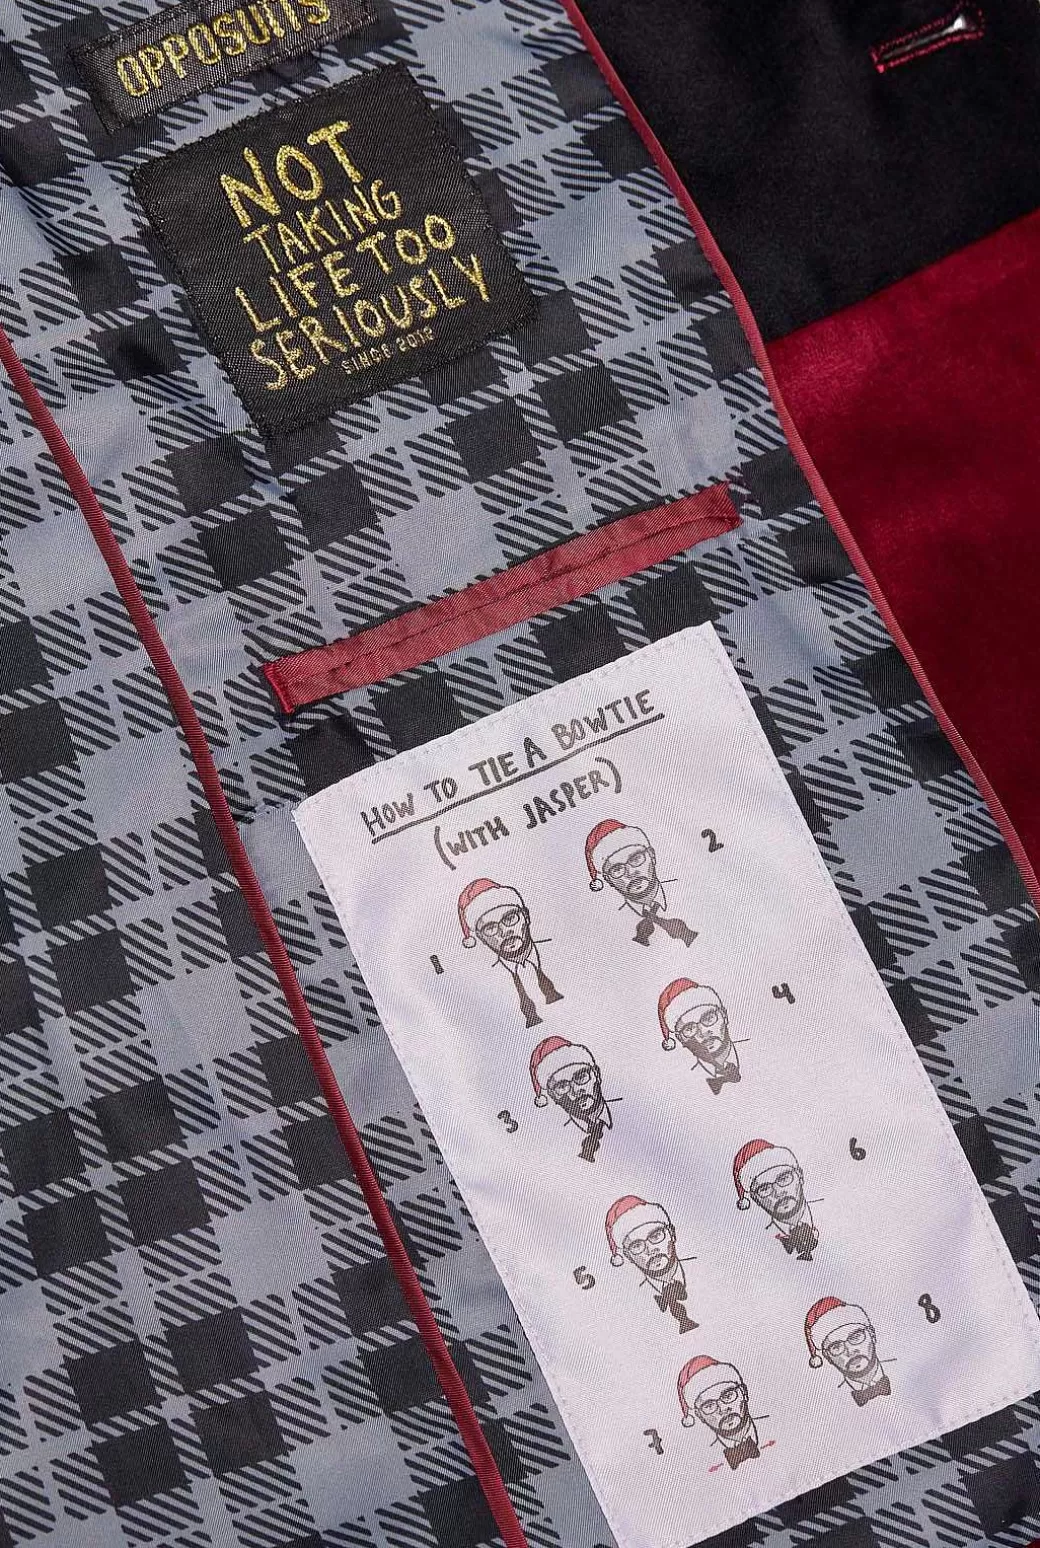 OPPOSUITS
NOT
TAKING
LIFE TOO
SERIOUSLY
SINCE 2012
HOW TO TIE A BOWTIE
(WITH JASPER)
1
2
3
4
5
6
7
8